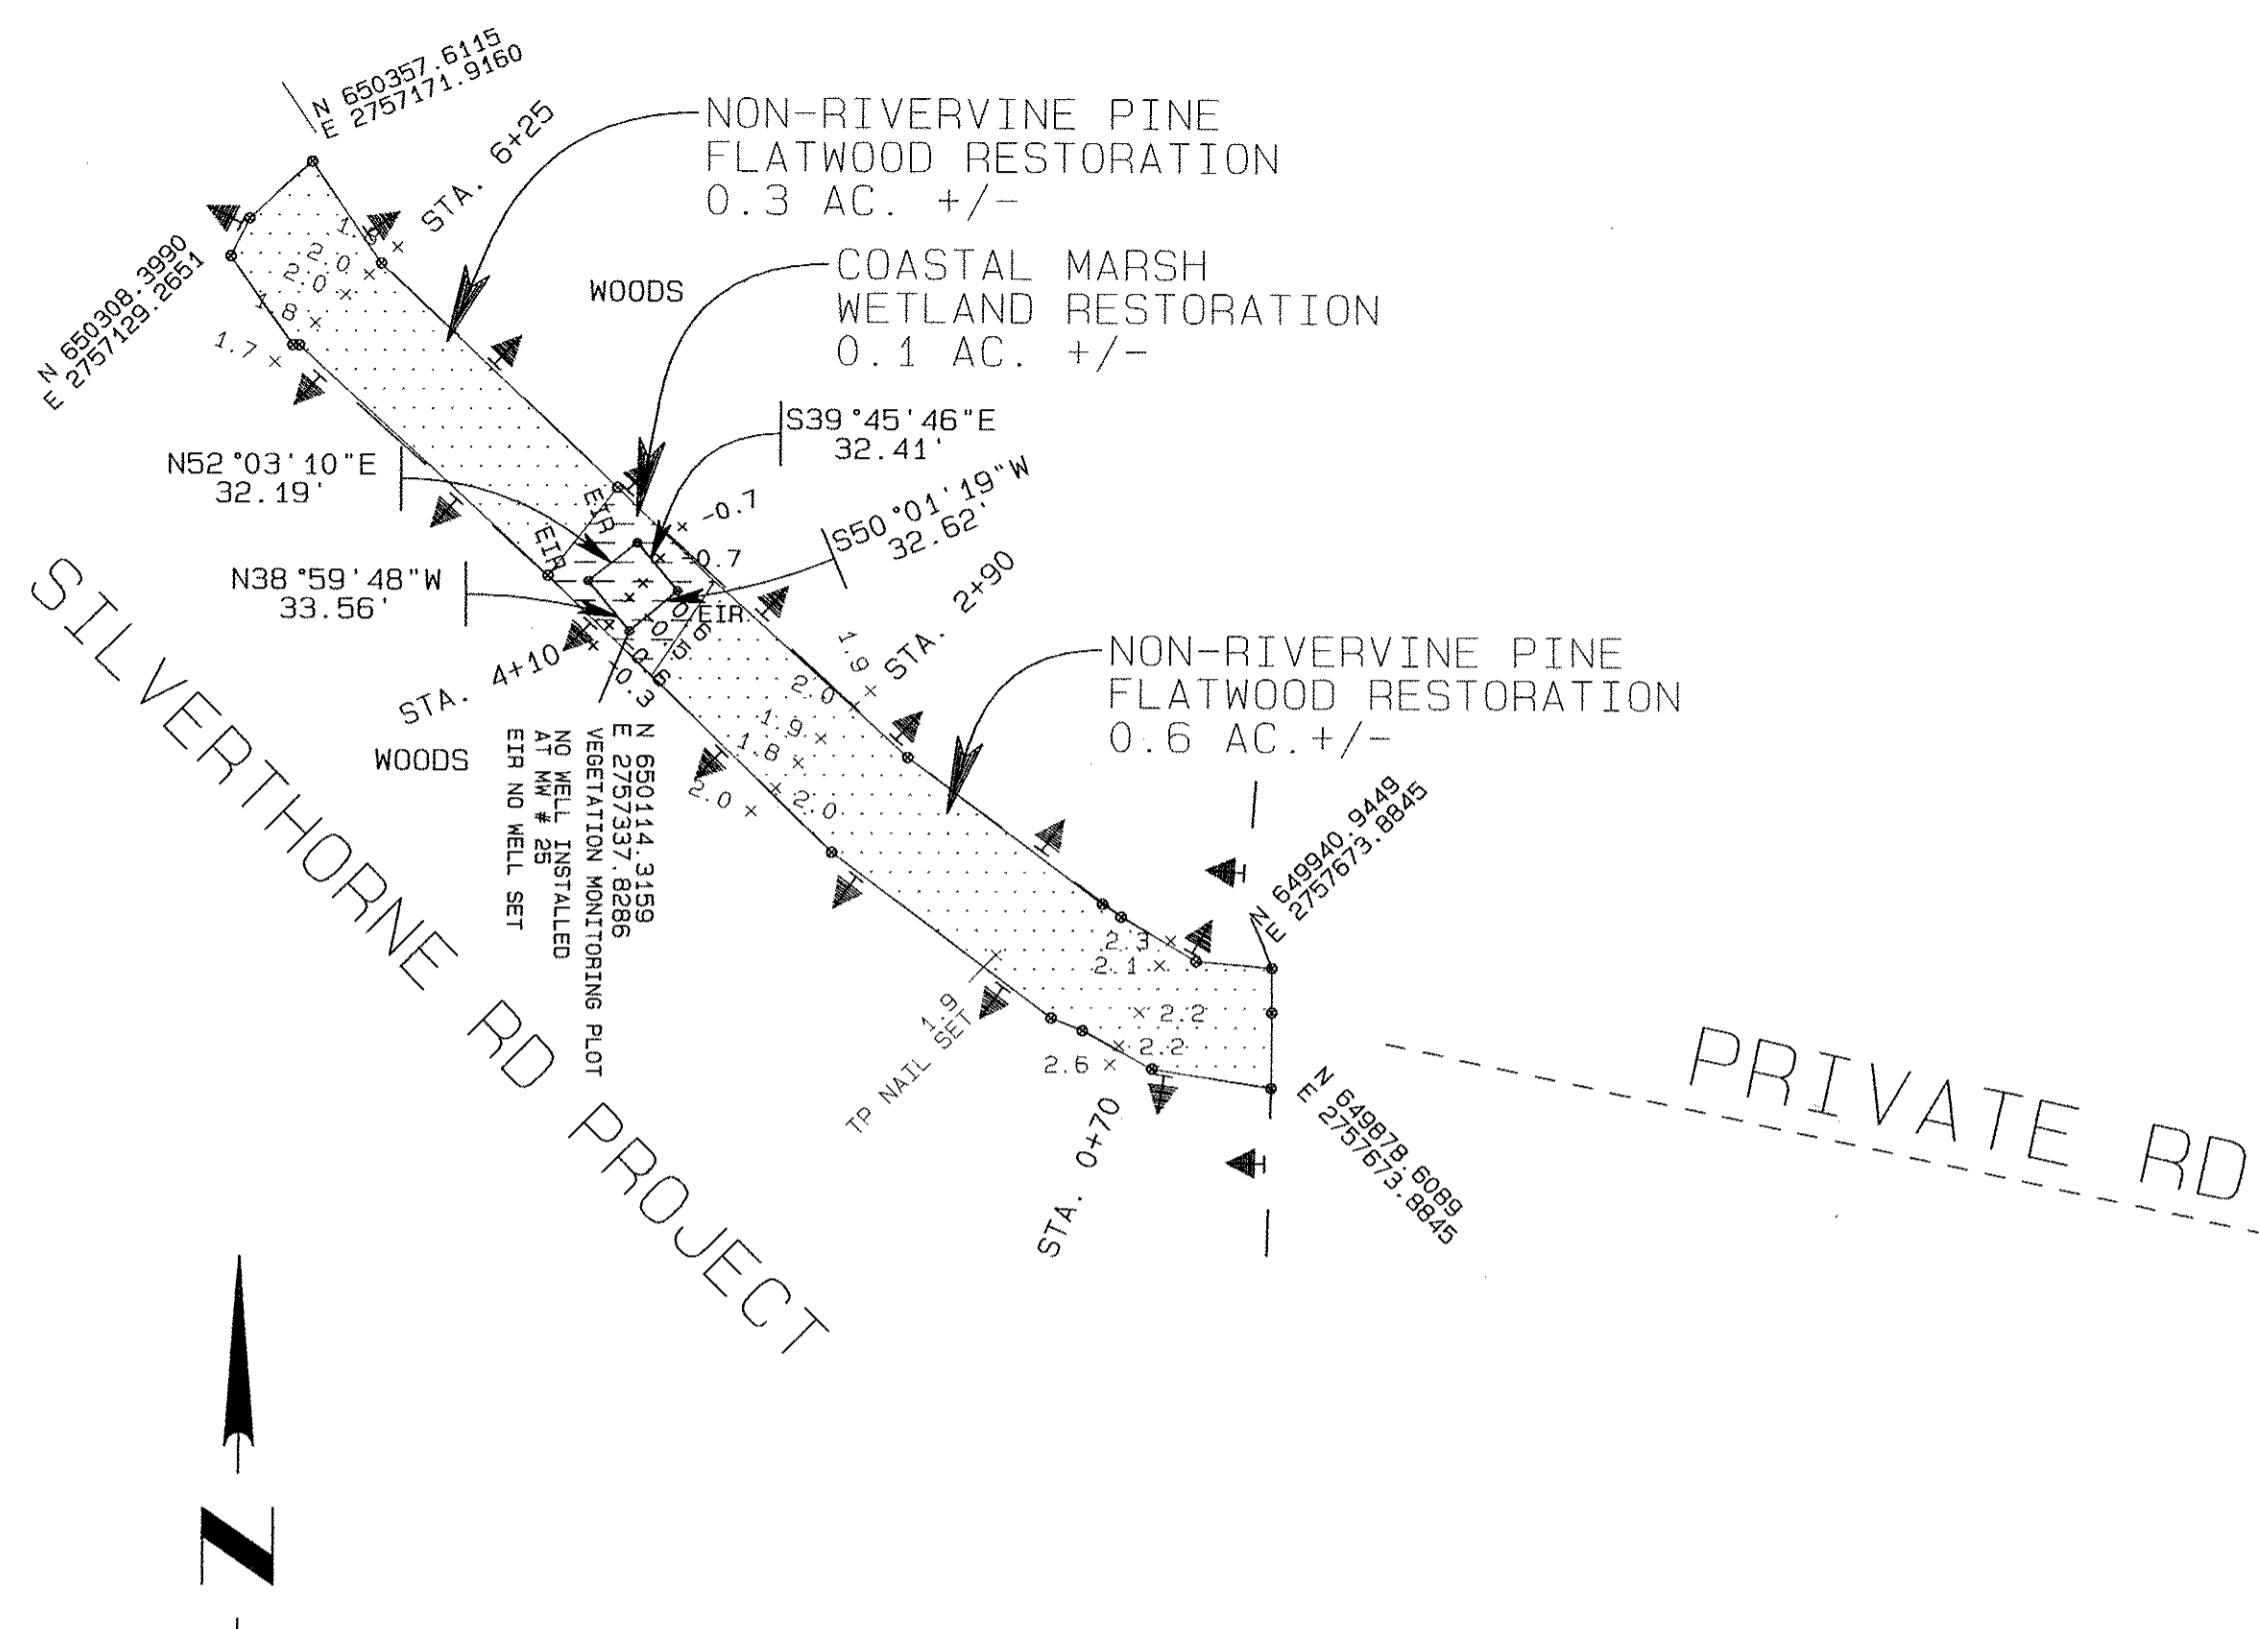 N 650357.6115
E 2757171.9160
STA. 6+25
NON-RIVERVINE PINE
FLATWOOD RESTORATION
0.3 AC. +/-
COASTAL MARSH
WETLAND RESTORATION
0.1 AC. +/-
WOODS
N 650308.3990
E 2757129.2651
2.0
2.0
1.8
1.7
S39°45'46"E
32.41'
N52°03'10"E
32.19'
S50°01'19"W
32.62'
N38°59'48"W
33.56'
EIR
EIR
EIR
-0.7
-0.7
-0.3
STA. 4+10
STA. 2+90
WOODS
1.9
2.0
1.9
1.8
2.0
2.0
NON-RIVERVINE PINE
FLATWOOD RESTORATION
0.6 AC.+/-
N 650114.3159
E 2757337.8286
VEGETATION MONITORING PLOT
NO WELL INSTALLED
AT MW # 25
EIR NO WELL SET
N 649940.9449
E 2757673.8845
2.3
2.1
2.2
2.2
2.6
1.9
TP NAIL SET
STA. 0+70
N 649878.6089
E 2757673.8845
SILVERTHORNE RD PROJECT
PRIVATE RD
N